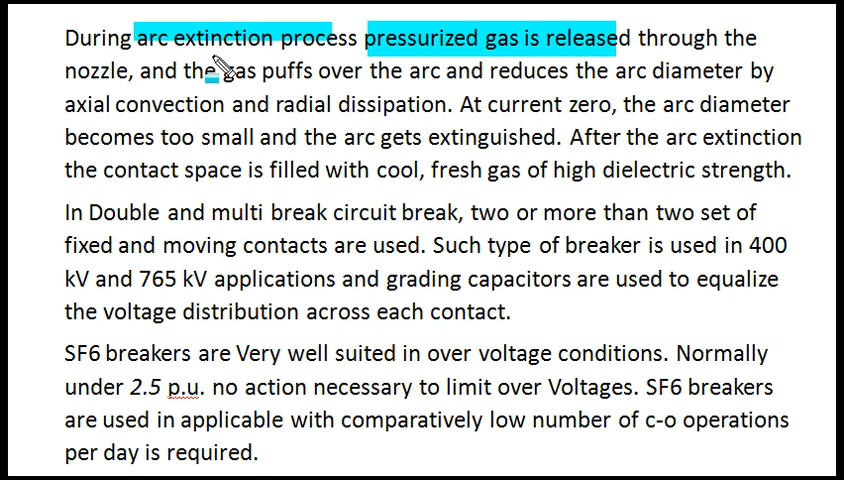 During arc extinction process pressurized gas is released through the
nozzle, and the gas puffs over the arc and reduces the arc diameter by
axial convection and radial dissipation. At current zero, the arc diameter
becomes too small and the arc gets extinguished. After the arc extinction
the contact space is filled with cool, fresh gas of high dielectric strength.
In Double and multi break circuit break, two or more than two set of
fixed and moving contacts are used. Such type of breaker is used in 400
kV and 765 kV applications and grading capacitors are used to equalize
the voltage distribution across each contact.
SF6 breakers are Very well suited in over voltage conditions. Normally
under 2.5 p.u. no action necessary to limit over Voltages. SF6 breakers
are used in applicable with comparatively low number of c-o operations
per day is required.